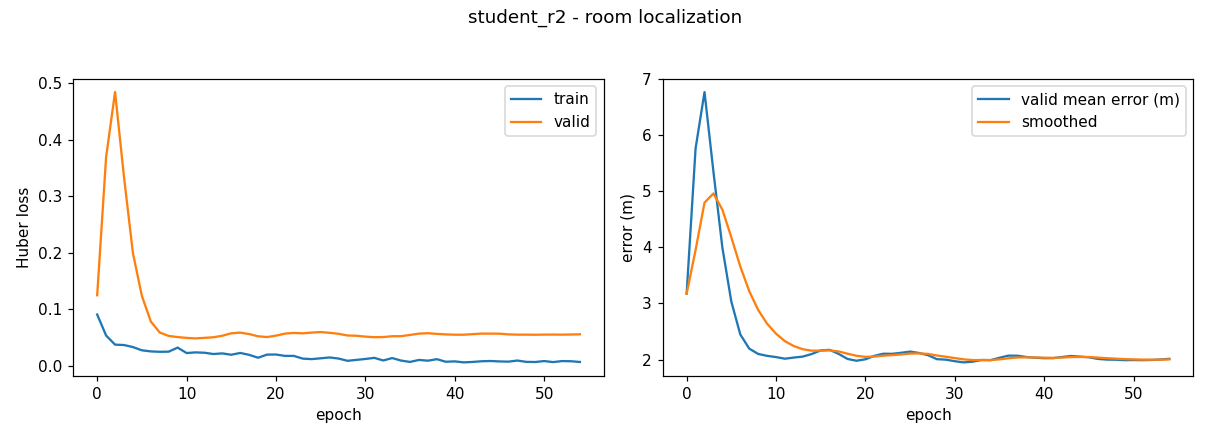 student_r2 - room localization
Huber loss
0.5
0.4
0.3
0.2
0.1
0.0
train
valid
0 10 20 30 40 50
epoch
error (m)
7
6
5
4
3
2
valid mean error (m)
smoothed
0 10 20 30 40 50
epoch